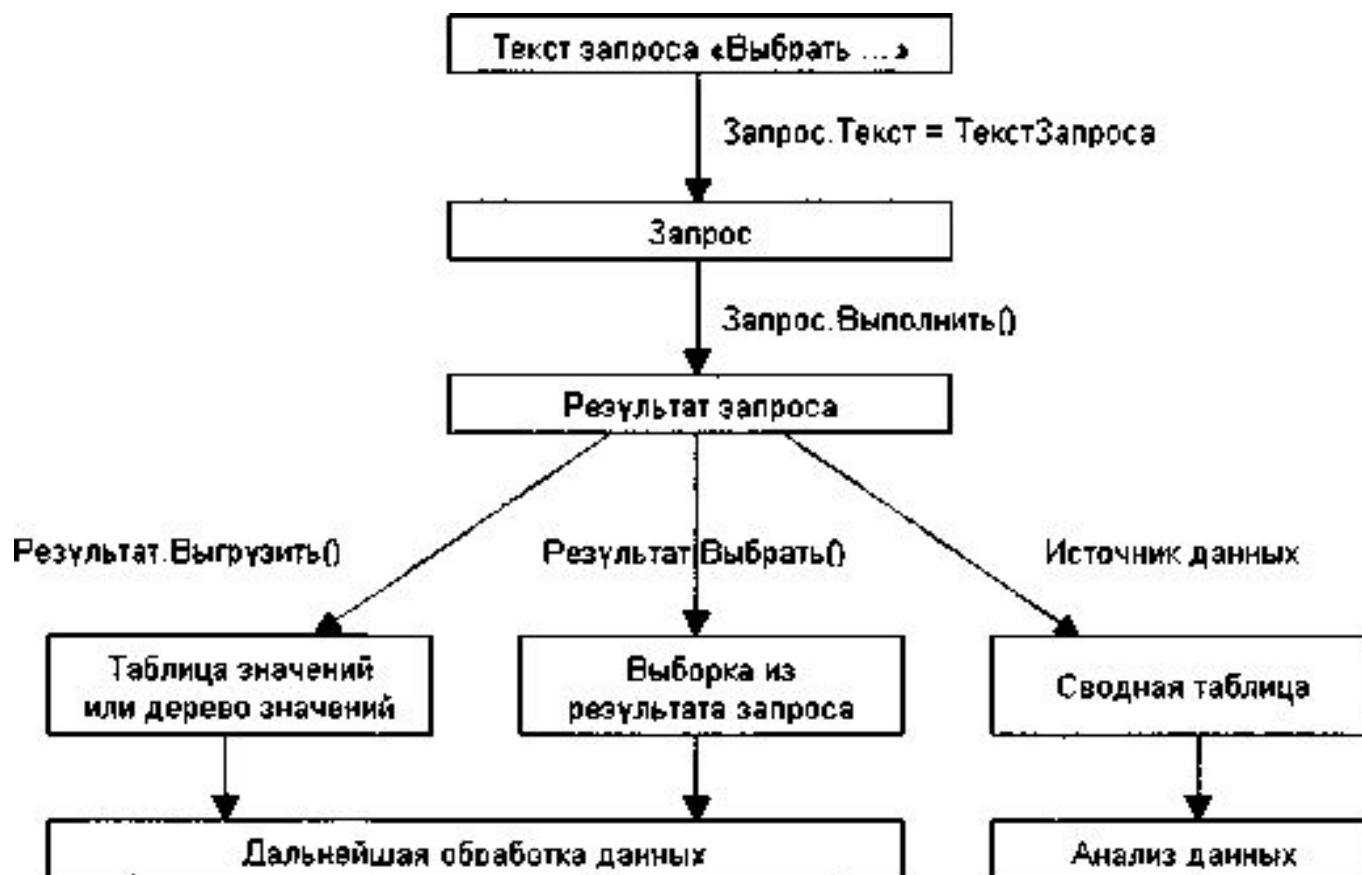 Текст запроса «Выбрать ...»
Запрос.Текст = ТекстЗапроса
Запрос
Запрос.Выполнить()
Результат запроса
Результат.Выгрузить()
Результат.Выбрать()
Источник данных
Таблица значений
или дерево значений
Выборка из
результата запроса
Сводная таблица
Дальнейшая обработка данных
Анализ данных